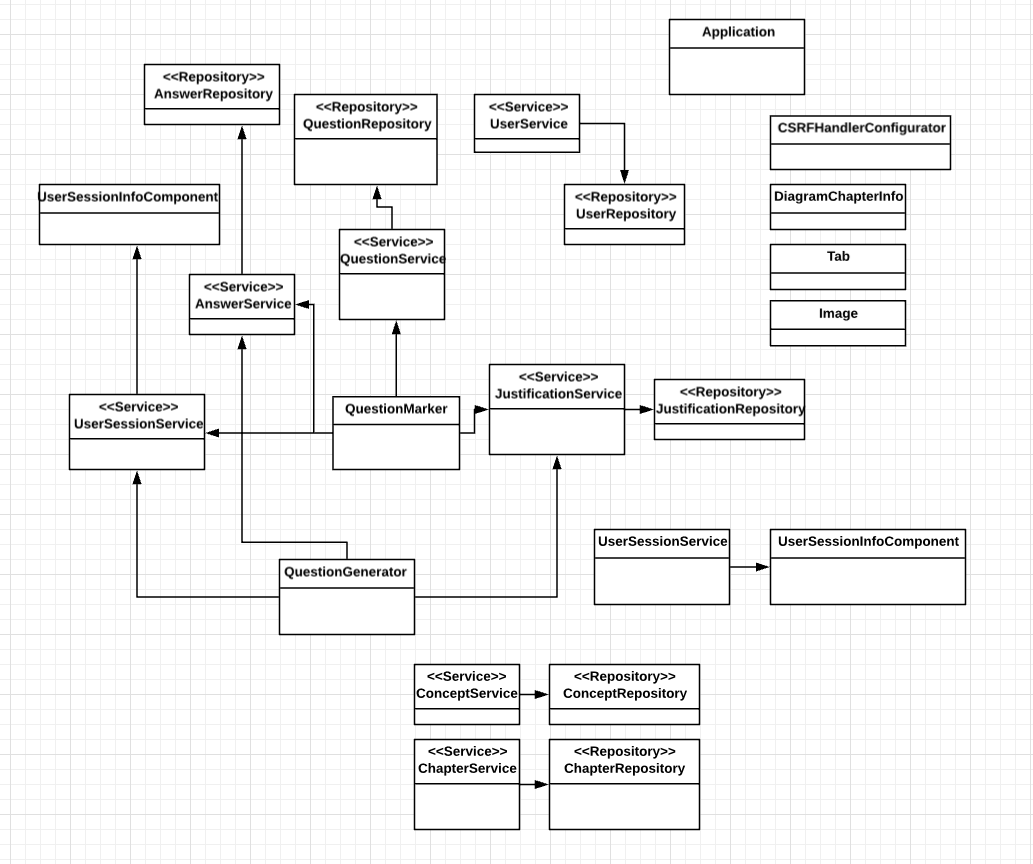 Application
<<Repository>>
AnswerRepository
<<Repository>>
QuestionRepository
<<Service>>
UserService
CSRFHandlerConfigurator
UserSessionInfoComponent
<<Repository>>
UserRepository
DiagramChapterInfo
<<Service>>
QuestionService
Tab
<<Service>>
AnswerService
Image
<<Service>>
UserSessionService
QuestionMarker
<<Service>>
JustificationService
<<Repository>>
JustificationRepository
UserSessionService
UserSessionInfoComponent
QuestionGenerator
<<Service>>
ConceptService
<<Repository>>
ConceptRepository
<<Service>>
ChapterService
<<Repository>>
ChapterRepository